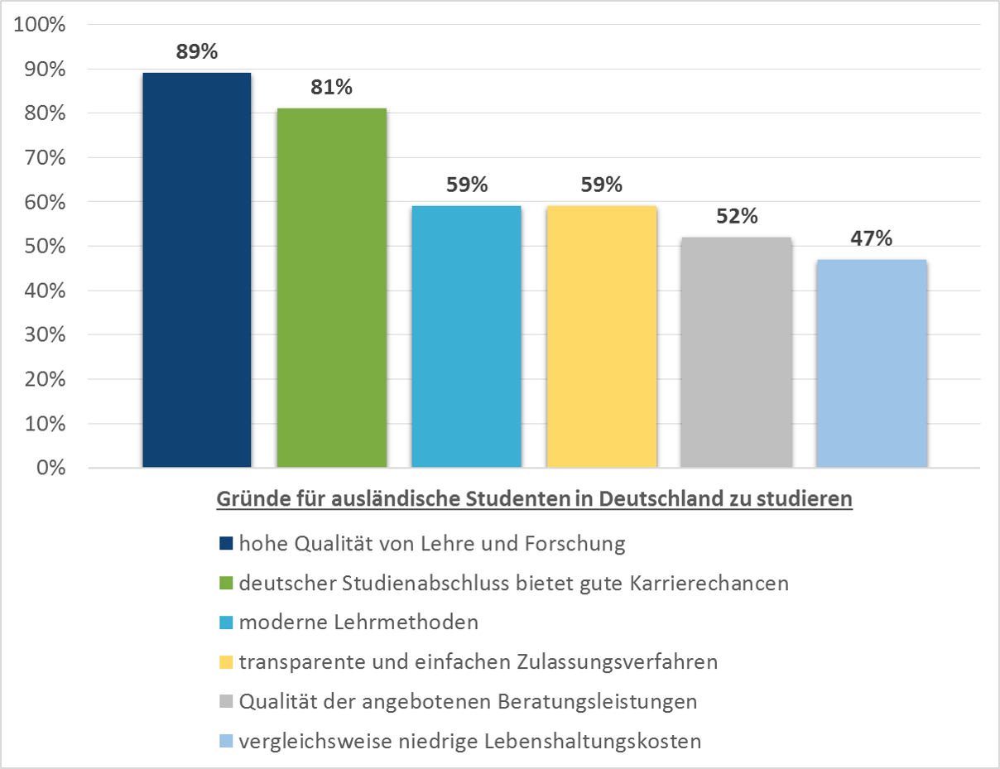 100%
89%
90%
81%
80%
70%
59%
59%
60%
52%
50%
47%
40%
30%
20%
10%
0%
Gründe für ausländische Studenten in Deutschland zu studieren
hohe Qualität von Lehre und Forschung
deutscher Studienabschluss bietet gute Karrierechancen
moderne Lehrmethoden
transparente und einfachen Zulassungsverfahren
Qualität der angebotenen Beratungsleistungen
vergleichsweise niedrige Lebenshaltungskosten